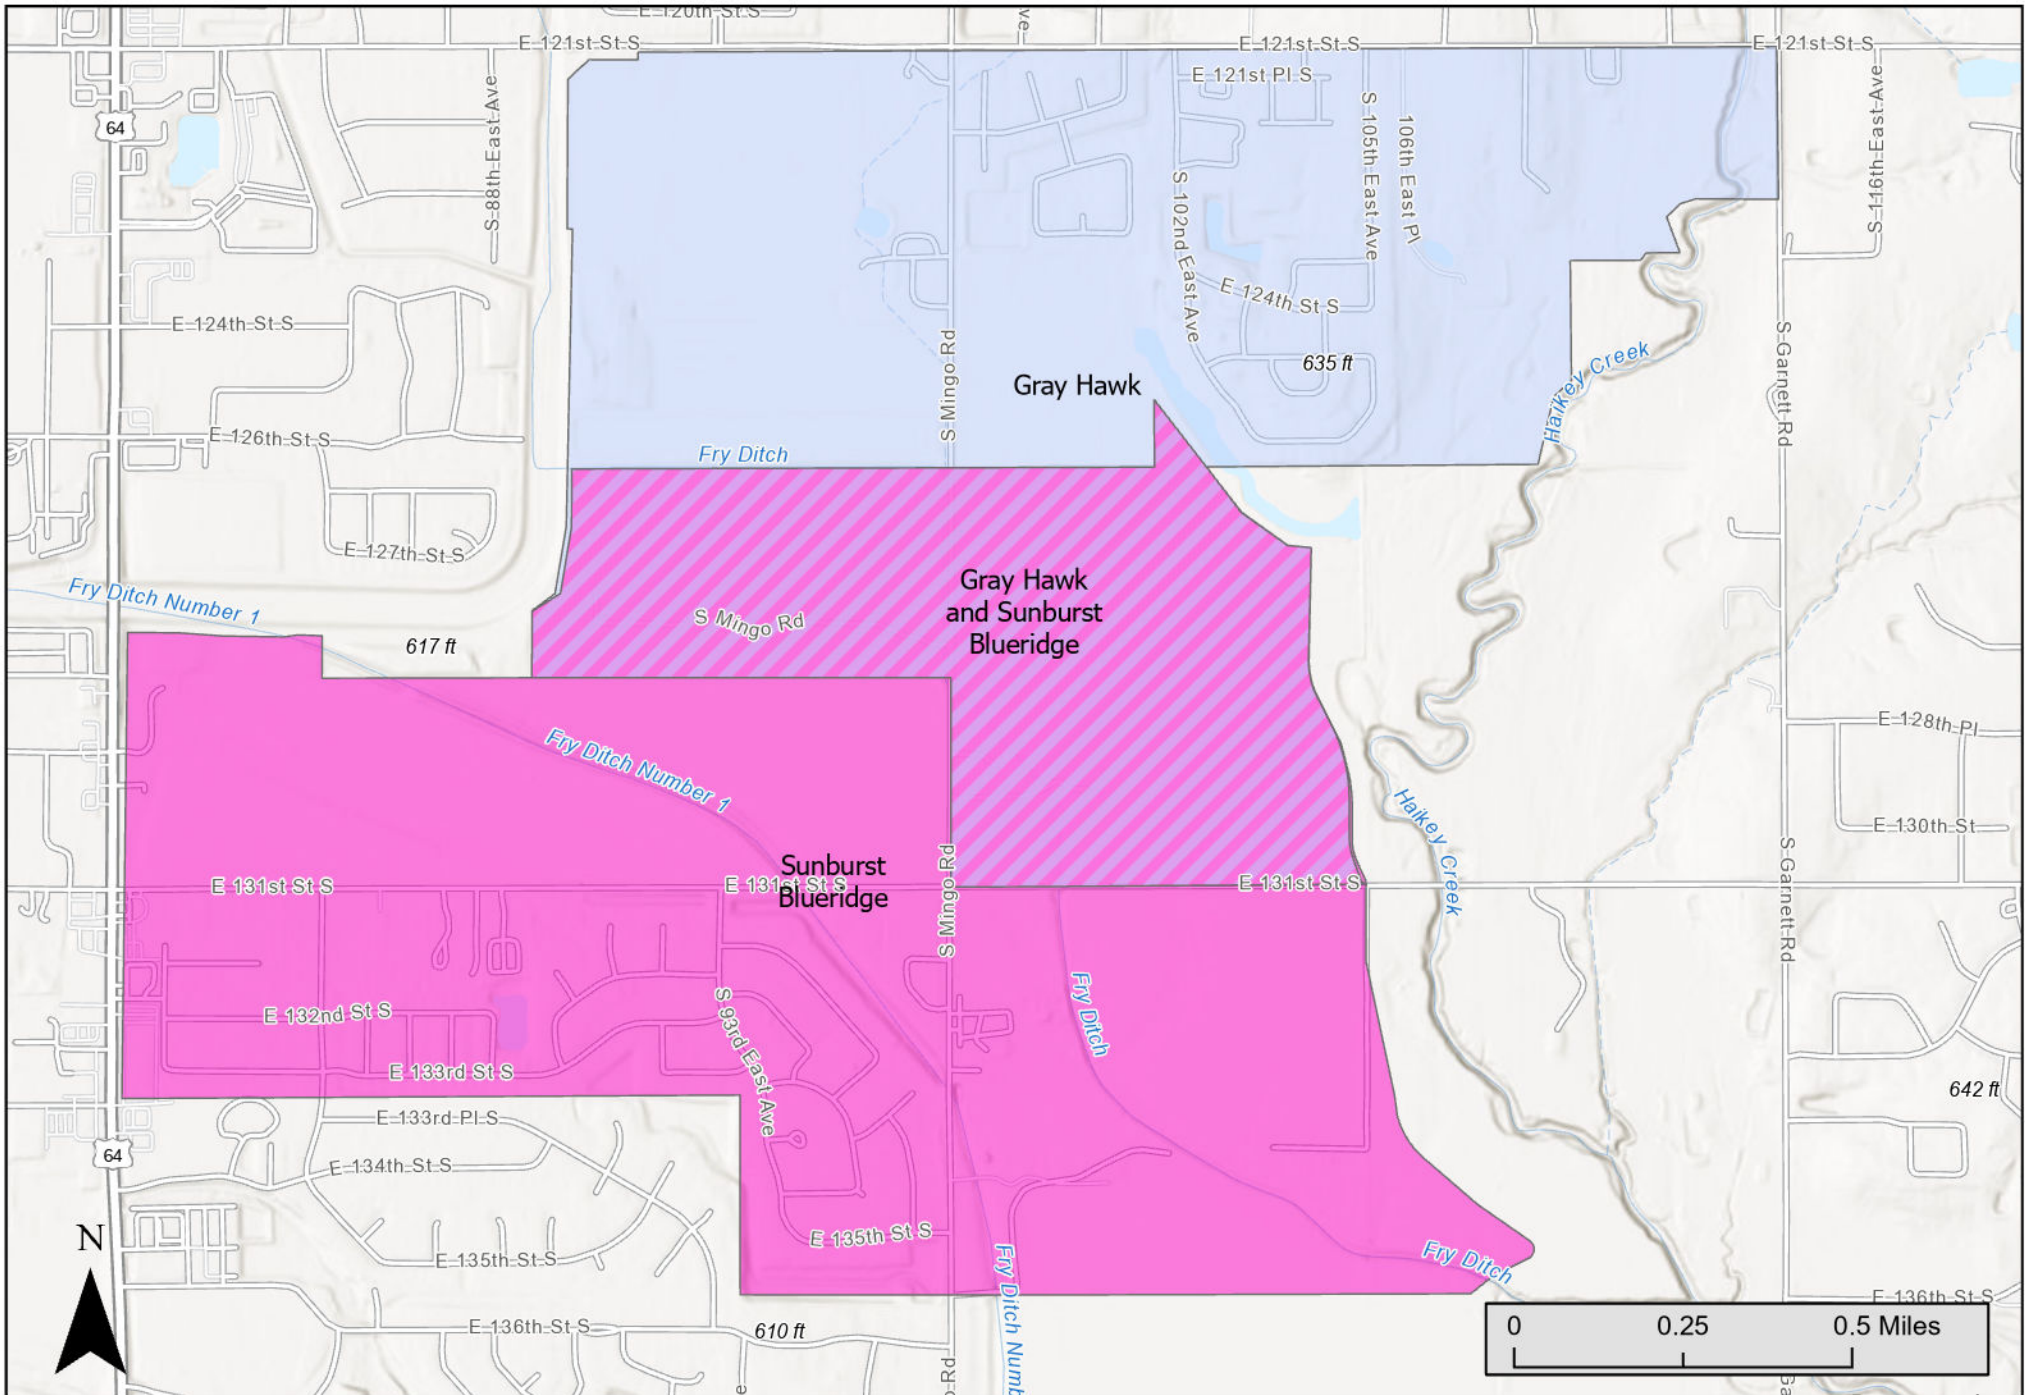 E 120th St S
E 121st St S
E 121st St S
E 121st St S
E 121st Pl S
64
S 88th East Ave
S 105th East Ave
106th East Pl
S 116th East Ave
S 102nd East Ave
E 124th St S
E 124th St S
S Mingo Rd
635 ft
Haikey Creek
S Garnett Rd
Gray Hawk
E 126th St S
Fry Ditch
E 127th St S
Fry Ditch Number 1
617 ft
S Mingo Rd
Gray Hawk
and Sunburst
Blueridge
E 128th Pl
Fry Ditch Number 1
Haikey Creek
E 130th St
S Garnett Rd
Sunburst
Blueridge
E 131st St S
E 131st St S
E 131st St S
S Mingo Rd
Fry Ditch
E 132nd St S
S 93rd East Ave
E 133rd St S
642 ft
E 133rd Pl S
64
E 134th St S
N
E 135th St S
E 135th St S
Fry Ditch
Fry Ditch Numb
E 136th St S
E 136th St S
610 ft
0 0.25 0.5 Miles